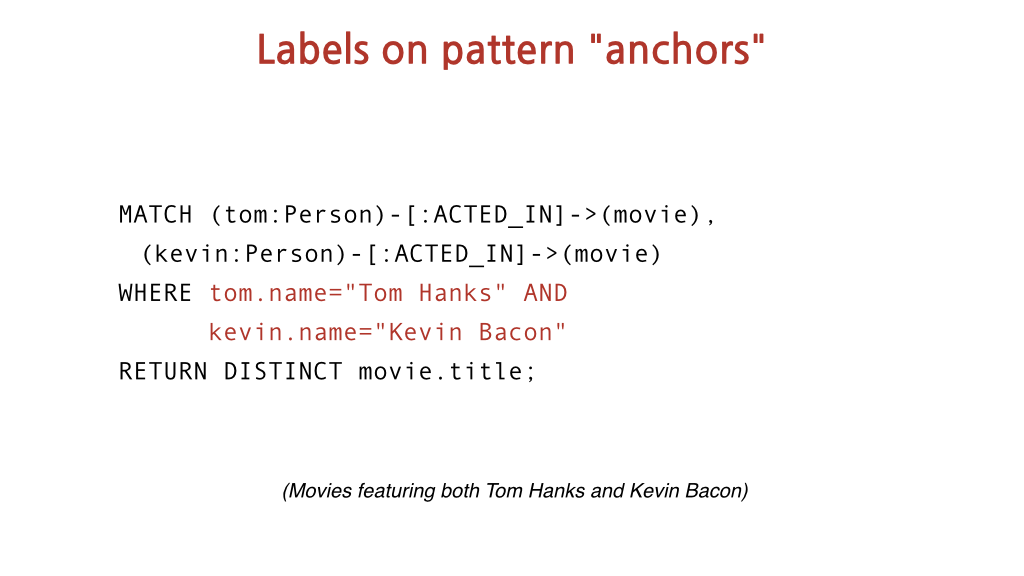 Labels on pattern "anchors"
MATCH (tom:Person)-[:ACTED_IN]->(movie),
(kevin:Person)-[:ACTED_IN]->(movie)
WHERE tom.name="Tom Hanks" AND
kevin.name="Kevin Bacon"
RETURN DISTINCT movie.title;
(Movies featuring both Tom Hanks and Kevin Bacon)